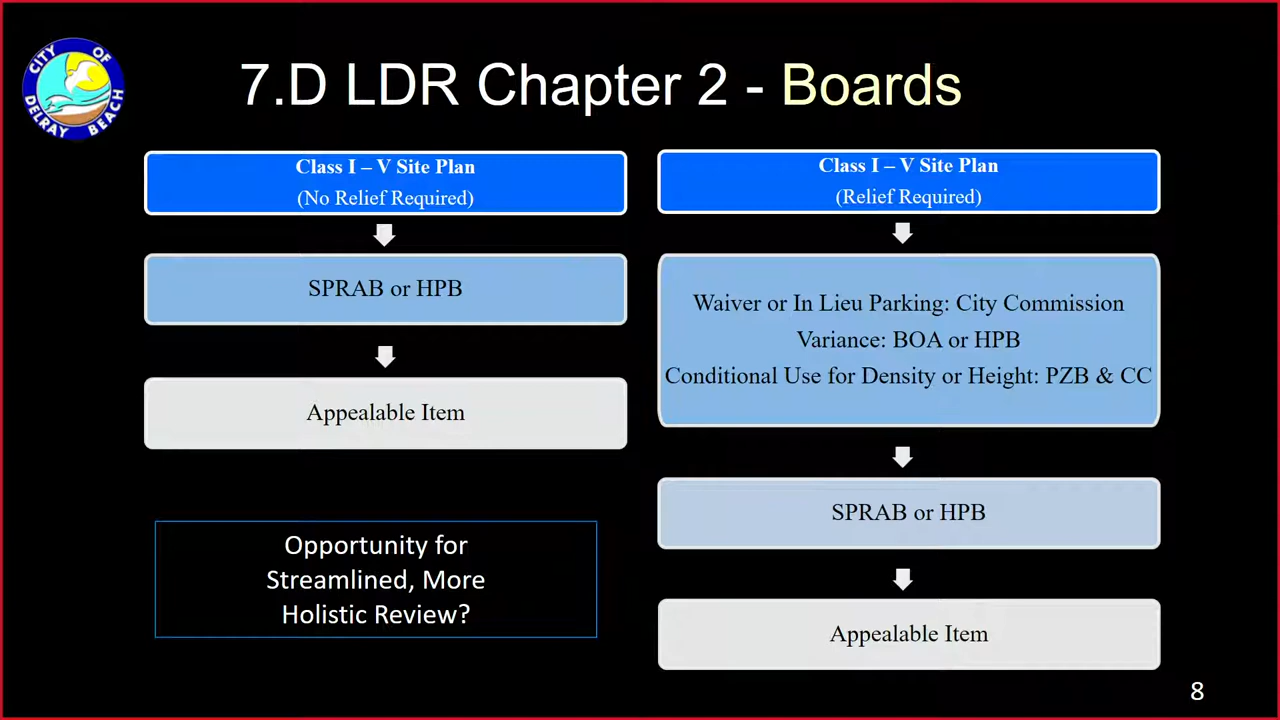 CITY OF
DELRAY BEACH
7.D LDR Chapter 2 - Boards
Class I – V Site Plan
(No Relief Required)
SPRAB or HPB
Appealable Item
Opportunity for
Streamlined, More
Holistic Review?
Class I – V Site Plan
(Relief Required)
Waiver or In Lieu Parking: City Commission
Variance: BOA or HPB
Conditional Use for Density or Height: PZB & CC
SPRAB or HPB
Appealable Item
8